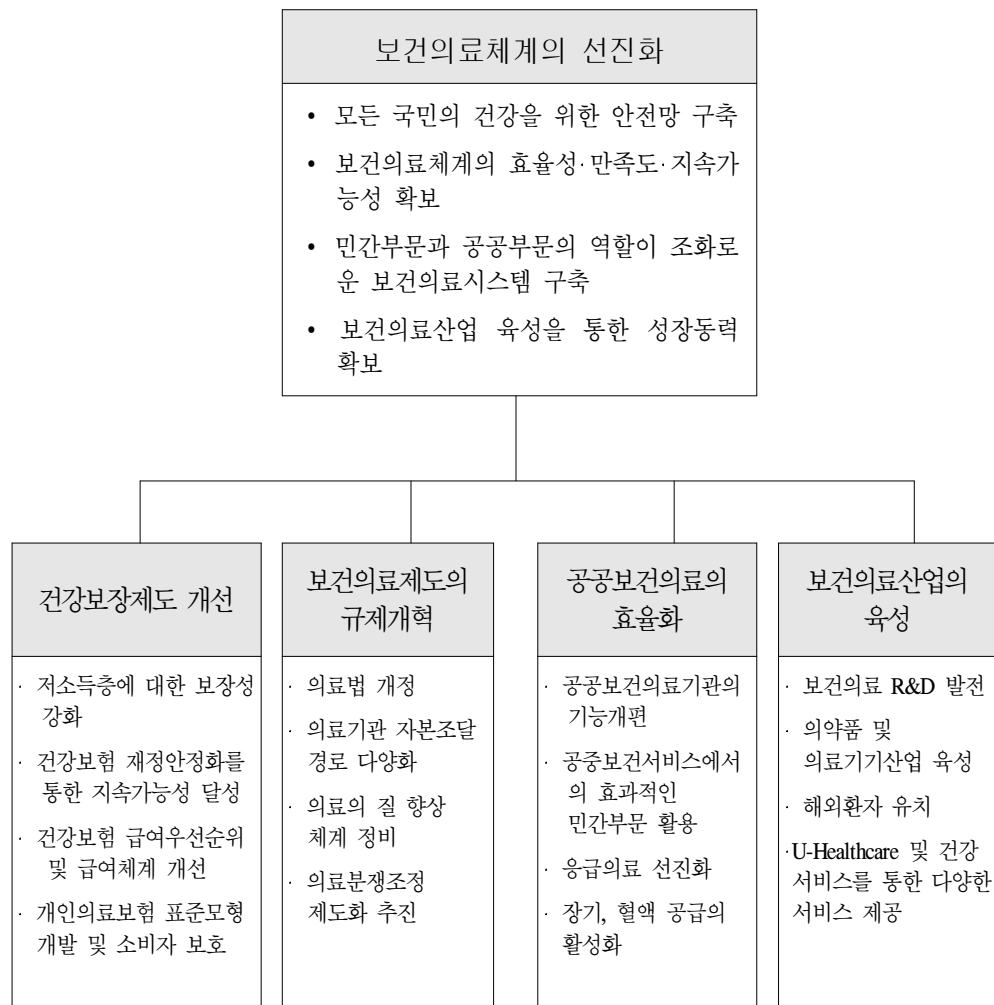 보건의료체계의 선진화
• 모든 국민의 건강을 위한 안전망 구축
• 보건의료체계의 효율성·만족도·지속가
능성 확보
• 민간부문과 공공부문의 역할이 조화로
운 보건의료시스템 구축
• 보건의료산업 육성을 통한 성장동력
확보
건강보장제도 개선
· 저소득층에 대한 보장성
강화
· 건강보험 재정안정화를
통한 지속가능성 달성
· 건강보험 급여우선순위
및 급여체계 개선
· 개인의료보험 표준모형
개발 및 소비자 보호
보건의료제도의
규제개혁
· 의료법 개정
· 의료기관 자본조달
경로 다양화
· 의료의 질 향상
체계 정비
· 의료분쟁조정
제도화 추진
공공보건의료의
효율화
· 공공보건의료기관의
기능개편
· 공중보건서비스에서
의 효과적인
민간부문 활용
· 응급의료 선진화
· 장기, 혈액 공급의
활성화
보건의료산업의
육성
· 보건의료 R&D 발전
· 의약품 및
의료기기산업 육성
· 해외환자 유치
·U-Healthcare 및 건강
서비스를 통한 다양한
서비스 제공